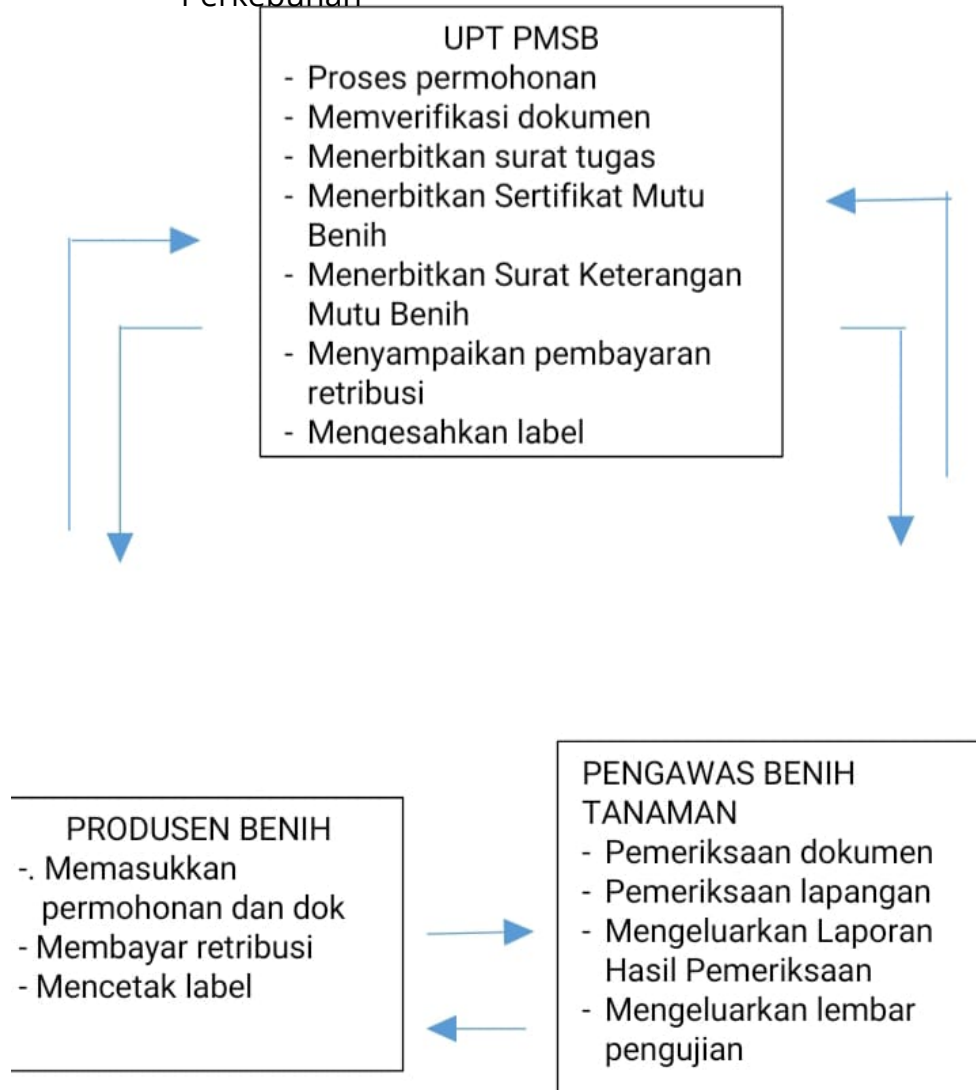 Perkebunan
UPT PMSB
- Proses permohonan
- Memverifikasi dokumen
- Menerbitkan surat tugas
- Menerbitkan Sertifikat Mutu
Benih
- Menerbitkan Surat Keterangan
Mutu Benih
- Menyampaikan pembayaran
retribusi
- Mengesahkan label
PRODUSEN BENIH
-. Memasukkan
permohonan dan dok
- Membayar retribusi
- Mencetak label
PENGAWAS BENIH
TANAMAN
- Pemeriksaan dokumen
- Pemeriksaan lapangan
- Mengeluarkan Laporan
Hasil Pemeriksaan
- Mengeluarkan lembar
pengujian